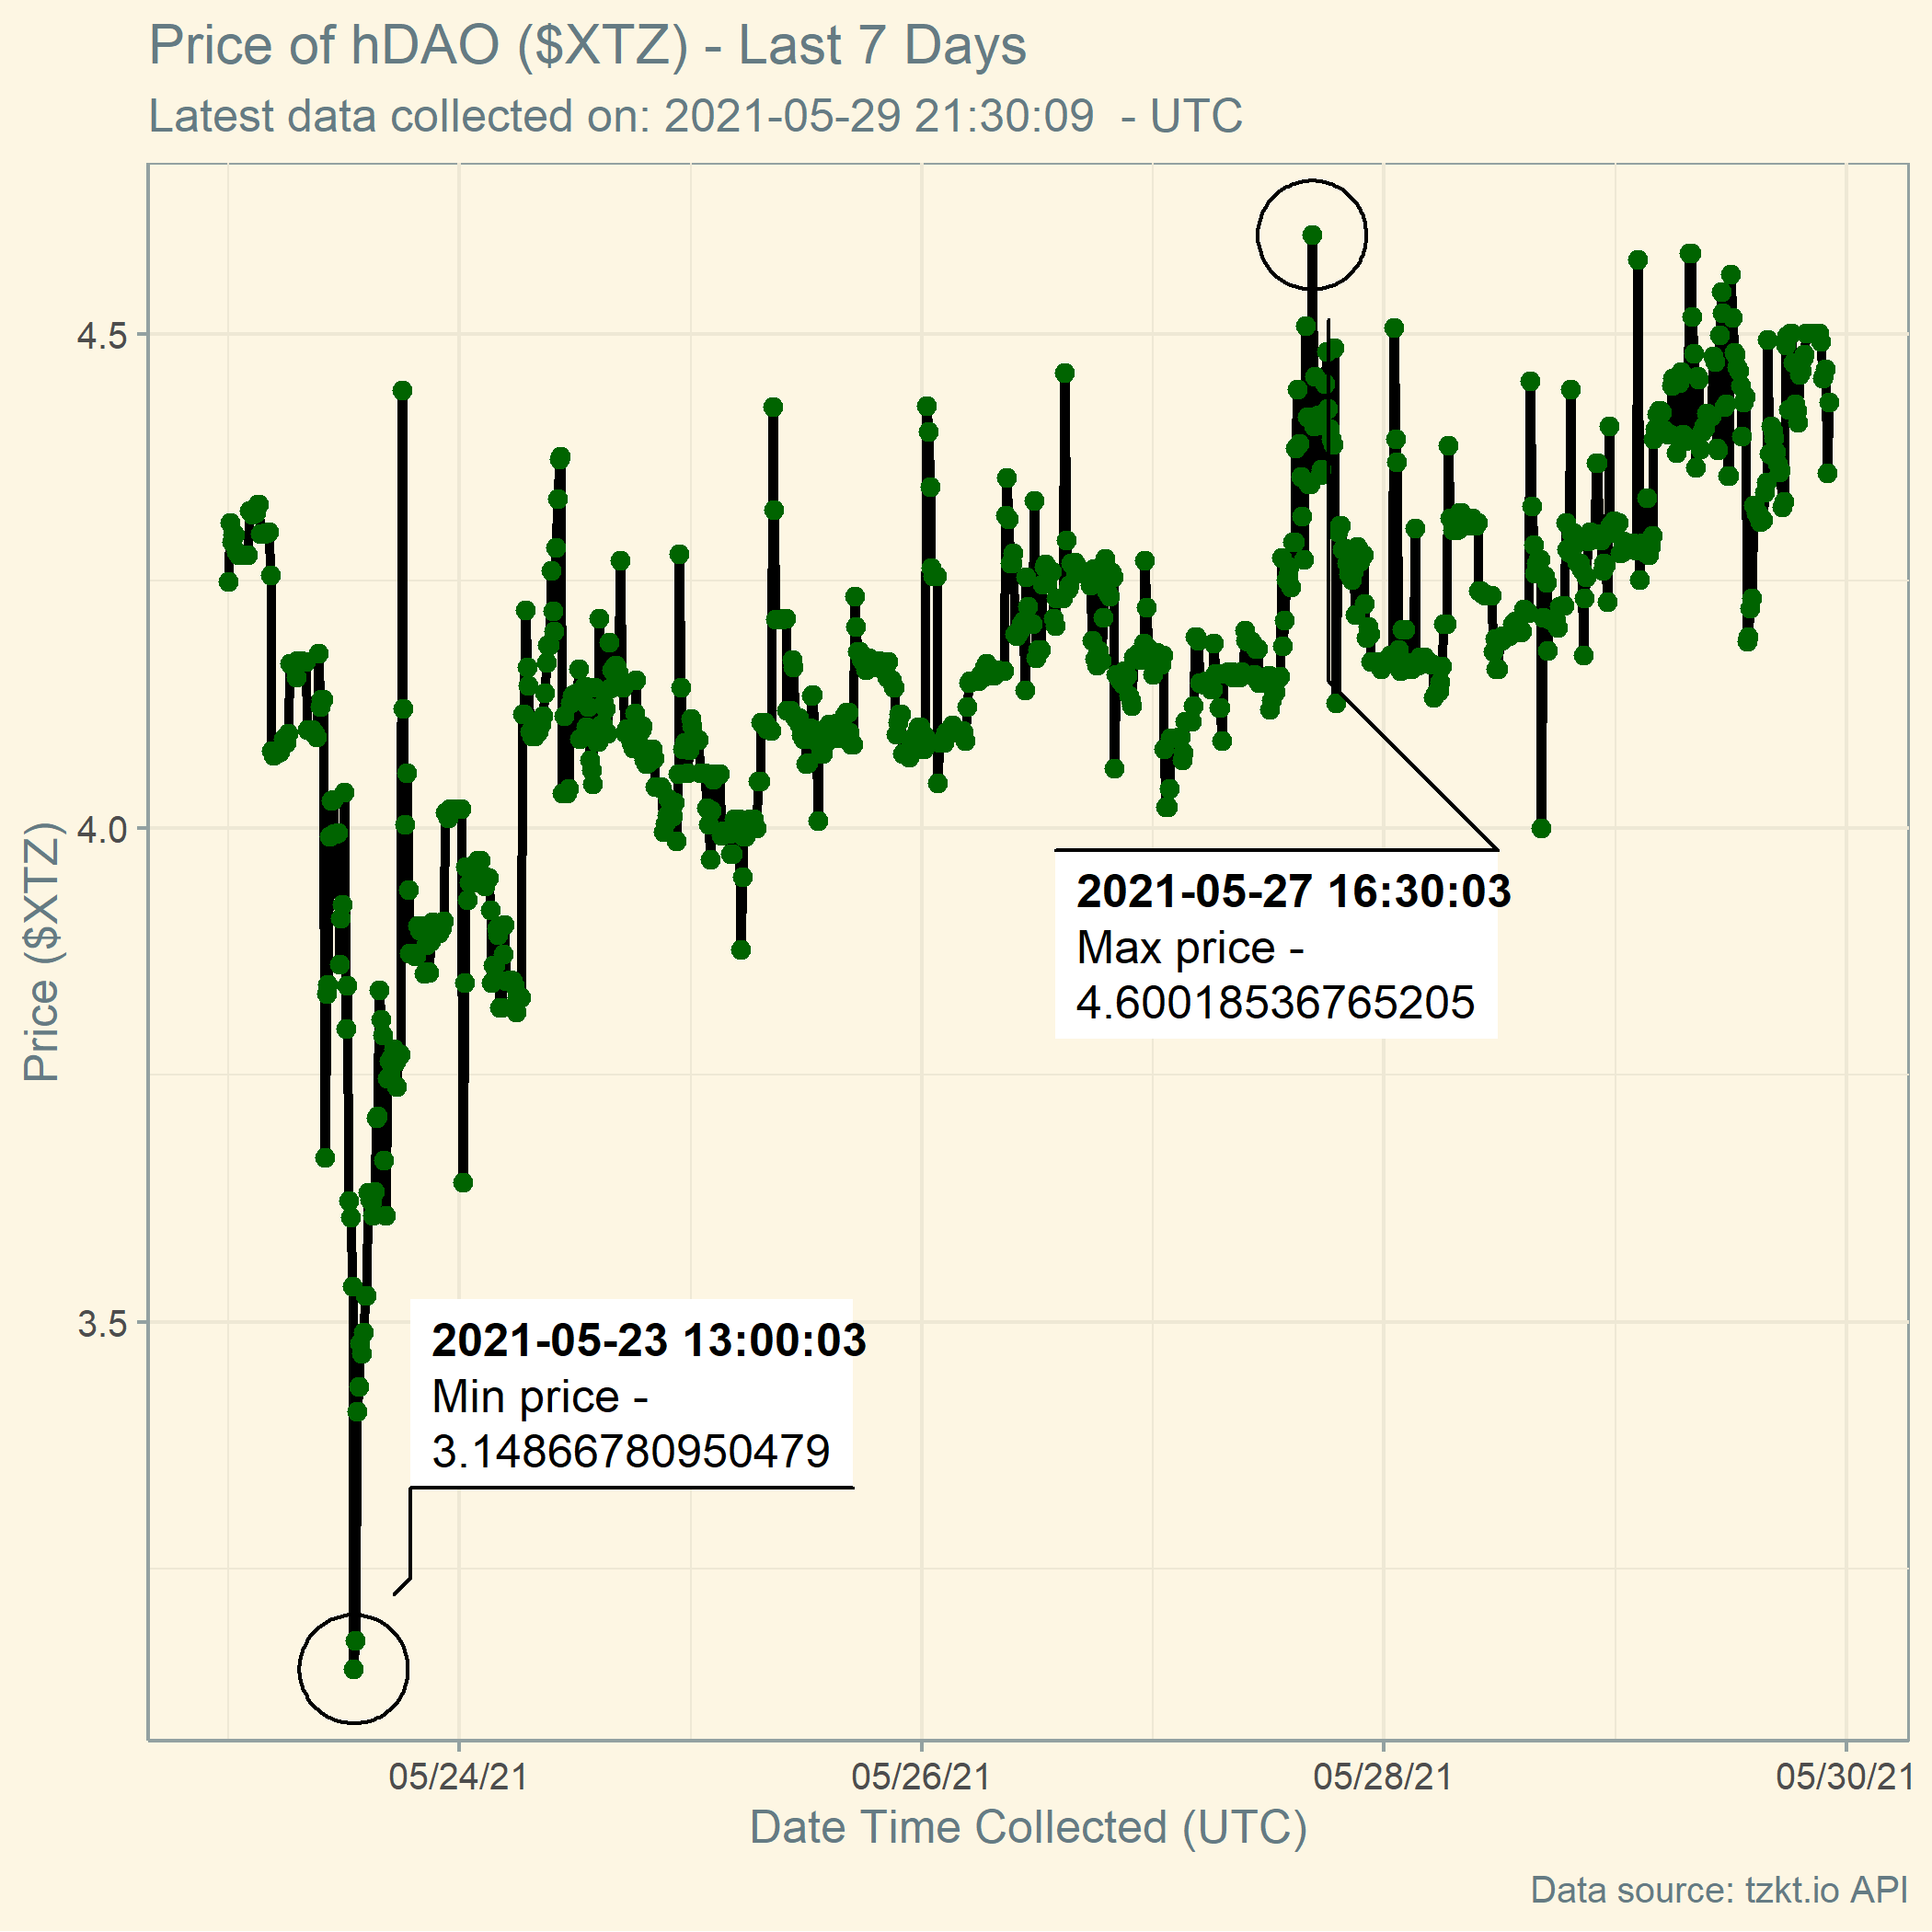 Price of hDAO ($XTZ) - Last 7 Days
Latest data collected on: 2021-05-29 21:30:09  - UTC
Price ($XTZ)
4.5
4.0
3.5
2021-05-27 16:30:03
Max price -
4.60018536765205
2021-05-23 13:00:03
Min price -
3.14866780950479
05/24/21
05/26/21
05/28/21
05/30/21
Date Time Collected (UTC)
Data source: tzkt.io API